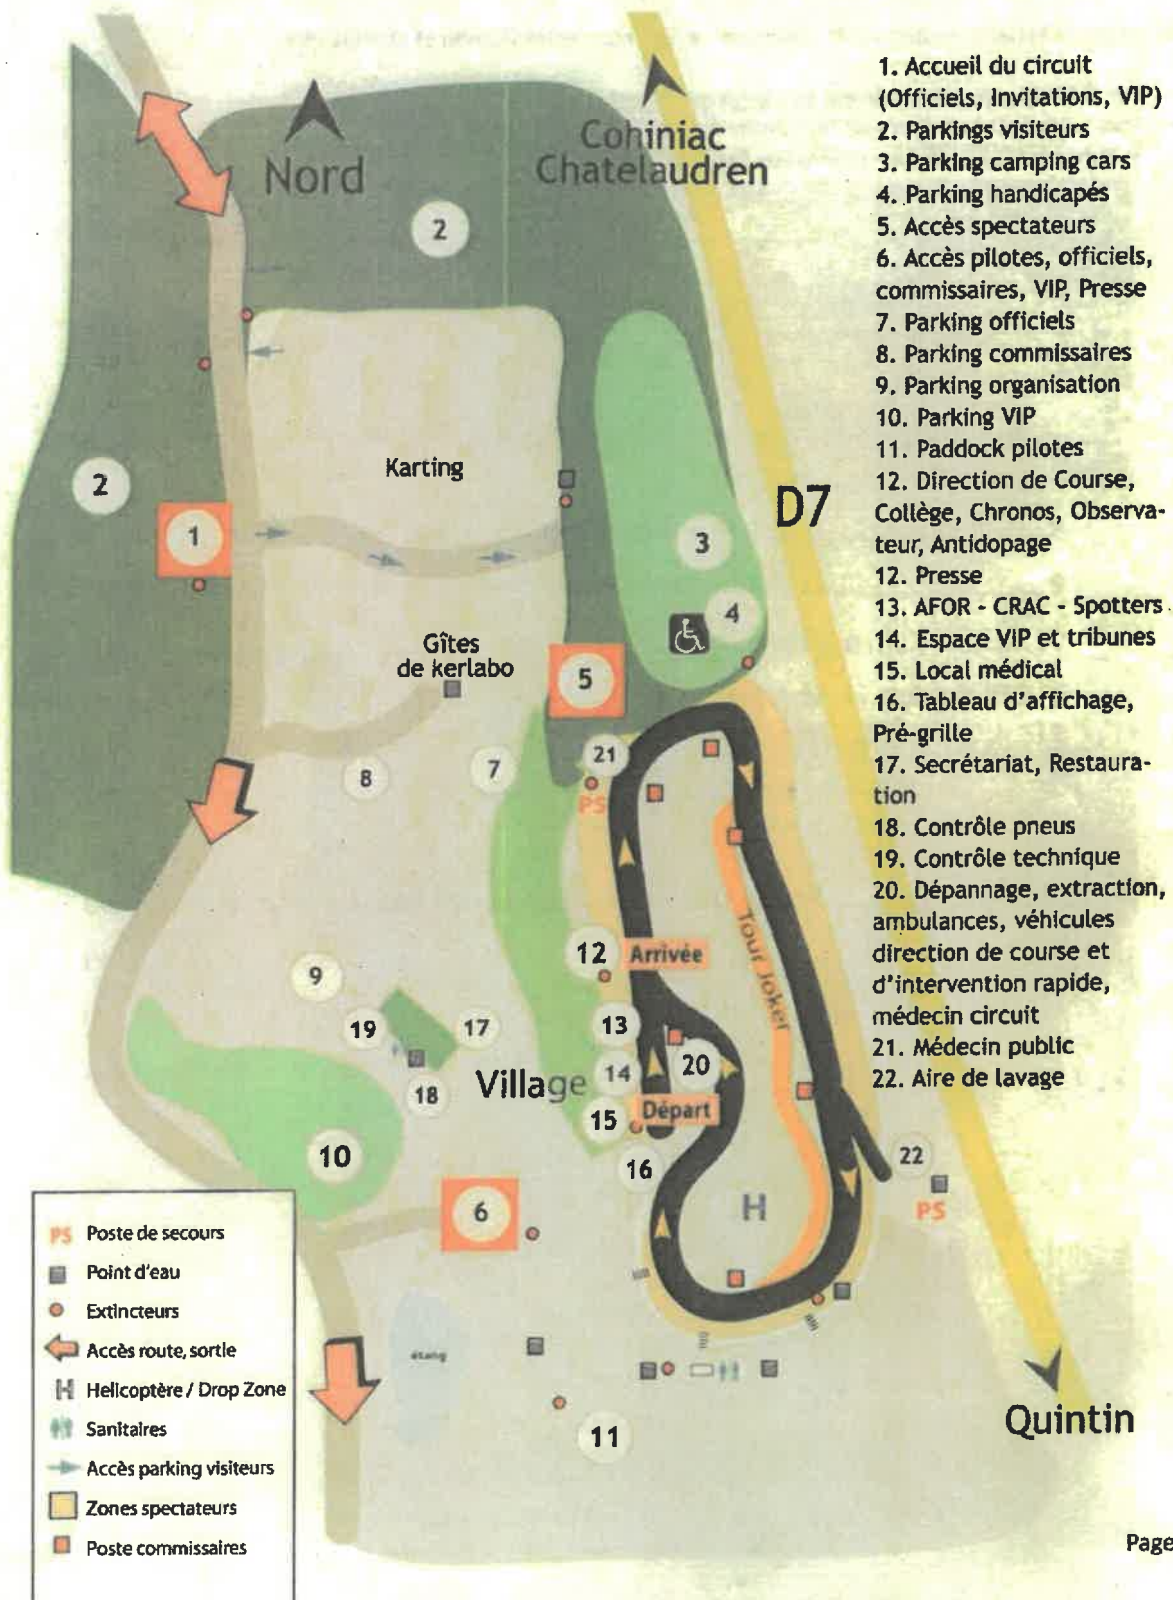 Nord
Cohiniac
Chatelaudren
2
Karting
2
1
D7
3
4
Gîtes
de kerlabo
5
21
PS
7
8
12 Arrivée
Tour Joker
9
19
17
13
18
Village
14
20
15
Départ
10
16
22
PS
6
H
étang
11
Quintin
1. Accueil du circuit
(Officiels, Invitations, VIP)
2. Parkings visiteurs
3. Parking camping cars
4. Parking handicapés
5. Accès spectateurs
6. Accès pilotes, officiels,
commissaires, VIP, Presse
7. Parking officiels
8. Parking commissaires
9. Parking organisation
10. Parking VIP
11. Paddock pilotes
12. Direction de Course,
Collège, Chronos, Observa-
teur, Antidopage
12. Presse
13. AFOR - CRAC - Spotters
14. Espace VIP et tribunes
15. Local médical
16. Tableau d'affichage,
Pré-grille
17. Secrétariat, Restaura-
tion
18. Contrôle pneus
19. Contrôle technique
20. Dépannage, extraction,
ambulances, véhicules
direction de course et
d'intervention rapide,
médecin circuit
21. Médecin public
22. Aire de lavage
PS Poste de secours
Point d'eau
Extincteurs
Accès route, sortie
H Helicoptère / Drop Zone
Sanitaires
Accès parking visiteurs
Zones spectateurs
Poste commissaires
Page